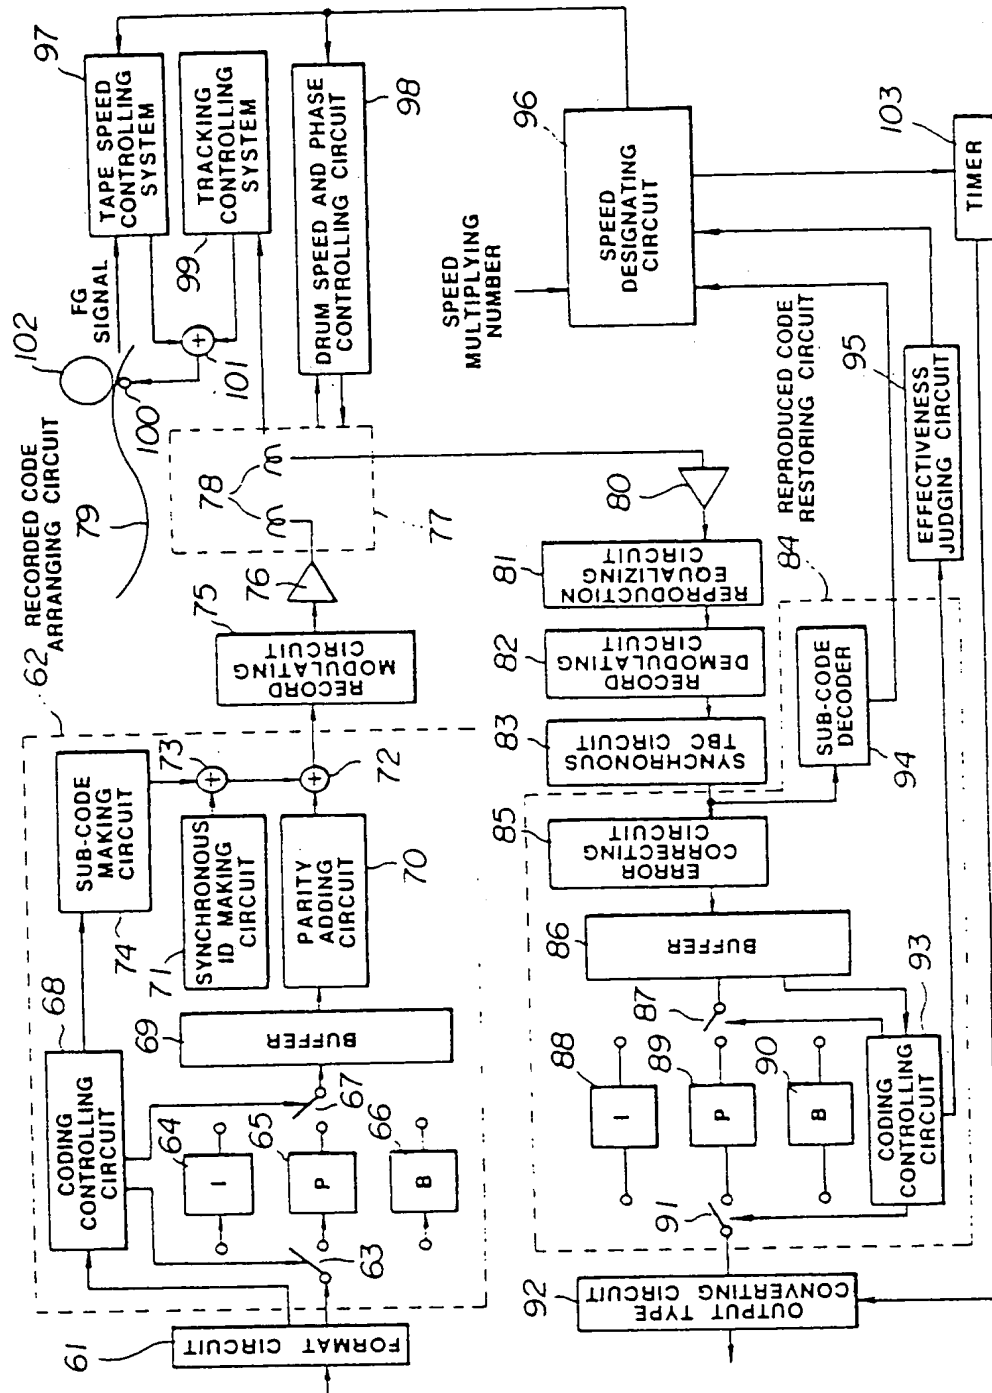 97
TAPE SPEED
CONTROLLING
SYSTEM
TRACKING
CONTROLLING
SYSTEM
99
98
DRUM SPEED AND PHASE
CONTROLLING CIRCUIT
FG
SIGNAL
102
101
100
79
RECORDED CODE
ARRANGING CIRCUIT
62
78
77
76
75
RECORD
MODULATING
CIRCUIT
SUB-CODE
MAKING
CIRCUIT
74
73
72
SYNCHRONOUS
ID MAKING
CIRCUIT
71
PARITY
ADDING
CIRCUIT
70
68
CODING
CONTROLLING
CIRCUIT
69
BUFFER
67
64
I
65
P
66
B
63
61
FORMAT CIRCUIT
96
SPEED
DESIGNATING
CIRCUIT
SPEED
MULTIPLYING
NUMBER
103
TIMER
80
81
REPRODUCTION
EQUALIZING
CIRCUIT
82
RECORD
DEMODULATING
CIRCUIT
83
SYNCHRONOUS
TBC CIRCUIT
REPRODUCED CODE
RESTORING CIRCUIT
84
95
EFFECTIVENESS
JUDGING CIRCUIT
SUB-CODE
DECODER
94
85
ERROR
CORRECTING
CIRCUIT
86
BUFFER
87
88
I
89
P
90
B
93
CODING
CONTROLLING
CIRCUIT
91
92
OUTPUT TYPE
CONVERTING CIRCUIT